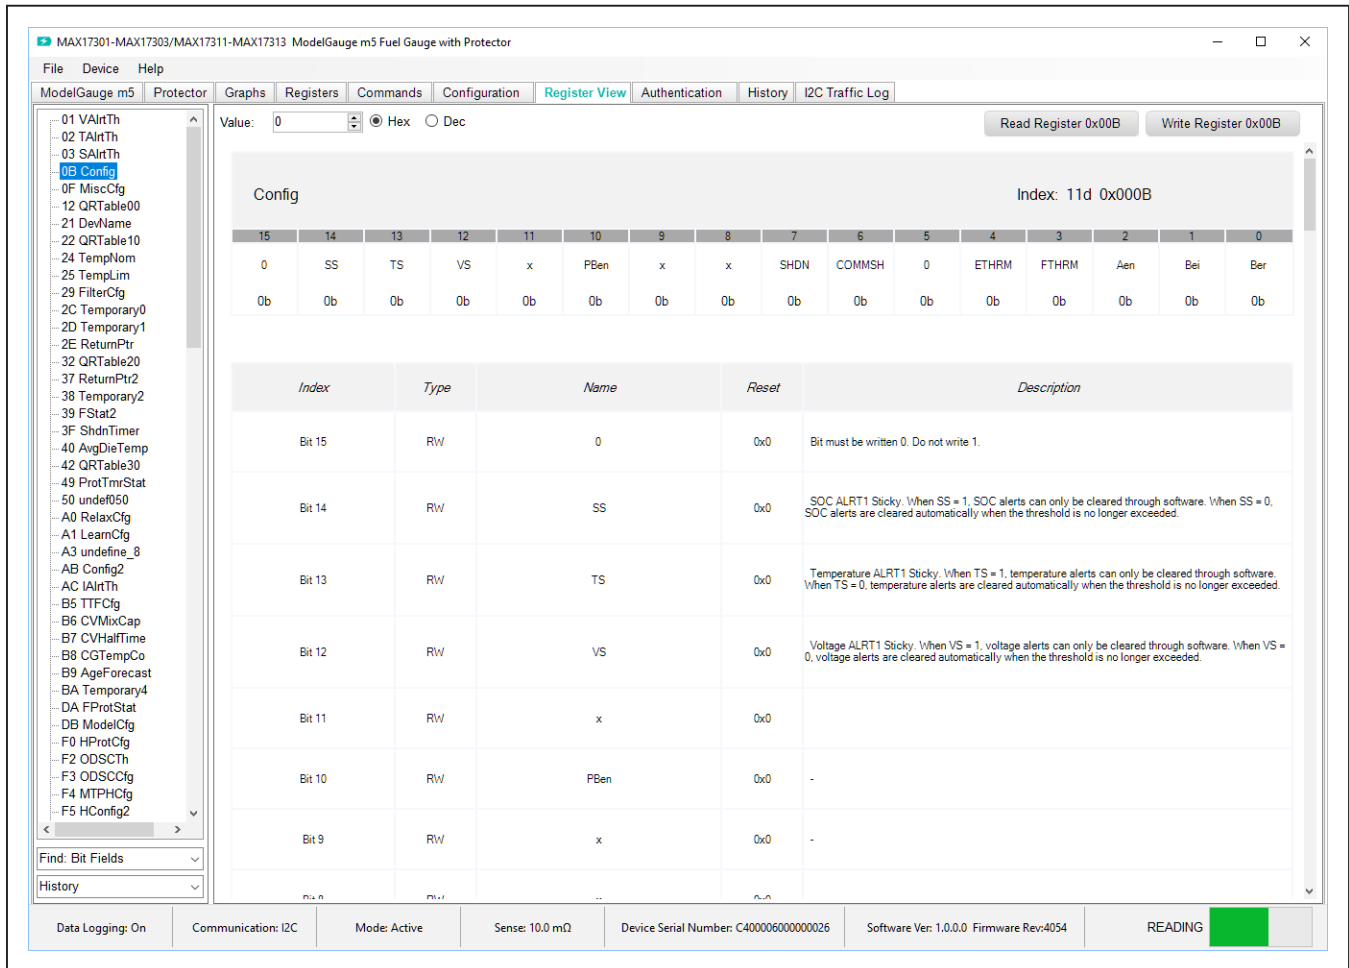 MAX17301-MAX17303/MAX17311-MAX17313 ModelGauge m5 Fuel Gauge with Protector
File Device Help
ModelGauge m5 Protector Graphs Registers Commands Configuration Register View Authentication History I2C Traffic Log
01 VAlrtTh
02 TAlrtTh
03 SAlrtTh
0B Config
0F MiscCfg
12 QRTable00
21 DevName
22 QRTable10
24 TempNom
25 TempLim
29 FilterCfg
2C Temporary0
2D Temporary1
2E ReturnPtr
32 QRTable20
37 ReturnPtr2
38 Temporary2
39 FStat2
3F ShdnTimer
40 AvgDieTemp
42 QRTable30
49 ProtTmrStat
50 undef050
A0 RelaxCfg
A1 LearnCfg
A3 undefine_8
AB Config2
AC IAlrtTh
B5 TTFCfg
B6 CVMixCap
B7 CVHalfTime
B8 CGTempCo
B9 AgeForecast
BA Temporary4
DA FProtStat
DB ModelCfg
F0 HProtCfg
F2 ODSCTh
F3 ODSCCfg
F4 MTPHCfg
F5 HConfig2
Find: Bit Fields
History
Value: 0 Hex Dec Read Register 0x00B Write Register 0x00B
Config Index: 11d 0x000B
15 14 13 12 11 10 9 8 7 6 5 4 3 2 1 0
0 SS TS VS x PBen x x SHDN COMMSH 0 ETHRM FTHRM Aen Bei Ber
0b 0b 0b 0b 0b 0b 0b 0b 0b 0b 0b 0b 0b 0b 0b 0b
Index Type Name Reset Description
Bit 15 RW 0 0x0 Bit must be written 0. Do not write 1.
Bit 14 RW SS 0x0 SOC ALRT1 Sticky. When SS = 1, SOC alerts can only be cleared through software. When SS = 0,
SOC alerts are cleared automatically when the threshold is no longer exceeded.
Bit 13 RW TS 0x0 Temperature ALRT1 Sticky. When TS = 1, temperature alerts can only be cleared through software.
When TS = 0, temperature alerts are cleared automatically when the threshold is no longer exceeded.
Bit 12 RW VS 0x0 Voltage ALRT1 Sticky. When VS = 1, voltage alerts can only be cleared through software. When VS =
0, voltage alerts are cleared automatically when the threshold is no longer exceeded.
Bit 11 RW x 0x0
Bit 10 RW PBen 0x0 -
Bit 9 RW x 0x0 -
Data Logging: On Communication: I2C Mode: Active Sense: 10.0 mΩ Device Serial Number: C400006000000026 Software Ver: 1.0.0.0 Firmware Rev:4054 READING